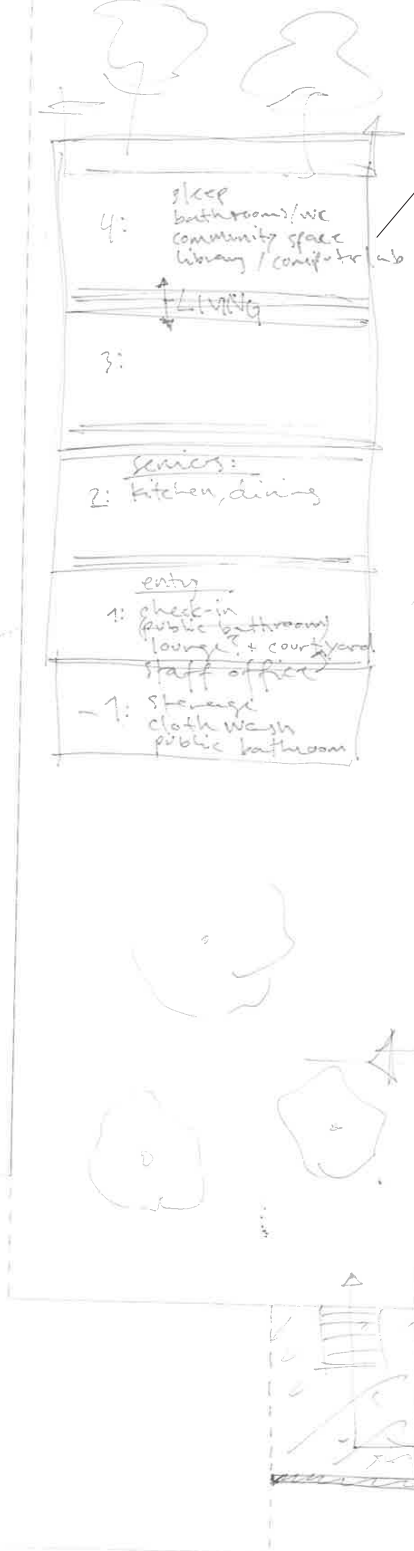 4: sleep
bathrooms/wc
community space
library / computer lab
LIVING
3:
services:
2: kitchen, dining
entry
1: check-in
(public bathroom)
lounge? + courtyard
staff office
-1: storage
cloth wash
public bathroom